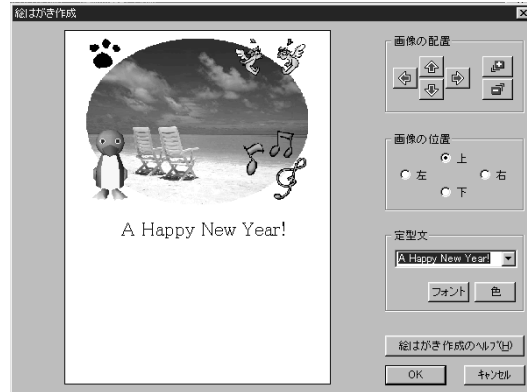 絵はがき作成
画像の配置
画像の位置
上
左
右
下
A Happy New Year!
定型文
A Happy New Year!
フォント
色
絵はがき作成のヘルプ(H)
OK
キャンセル